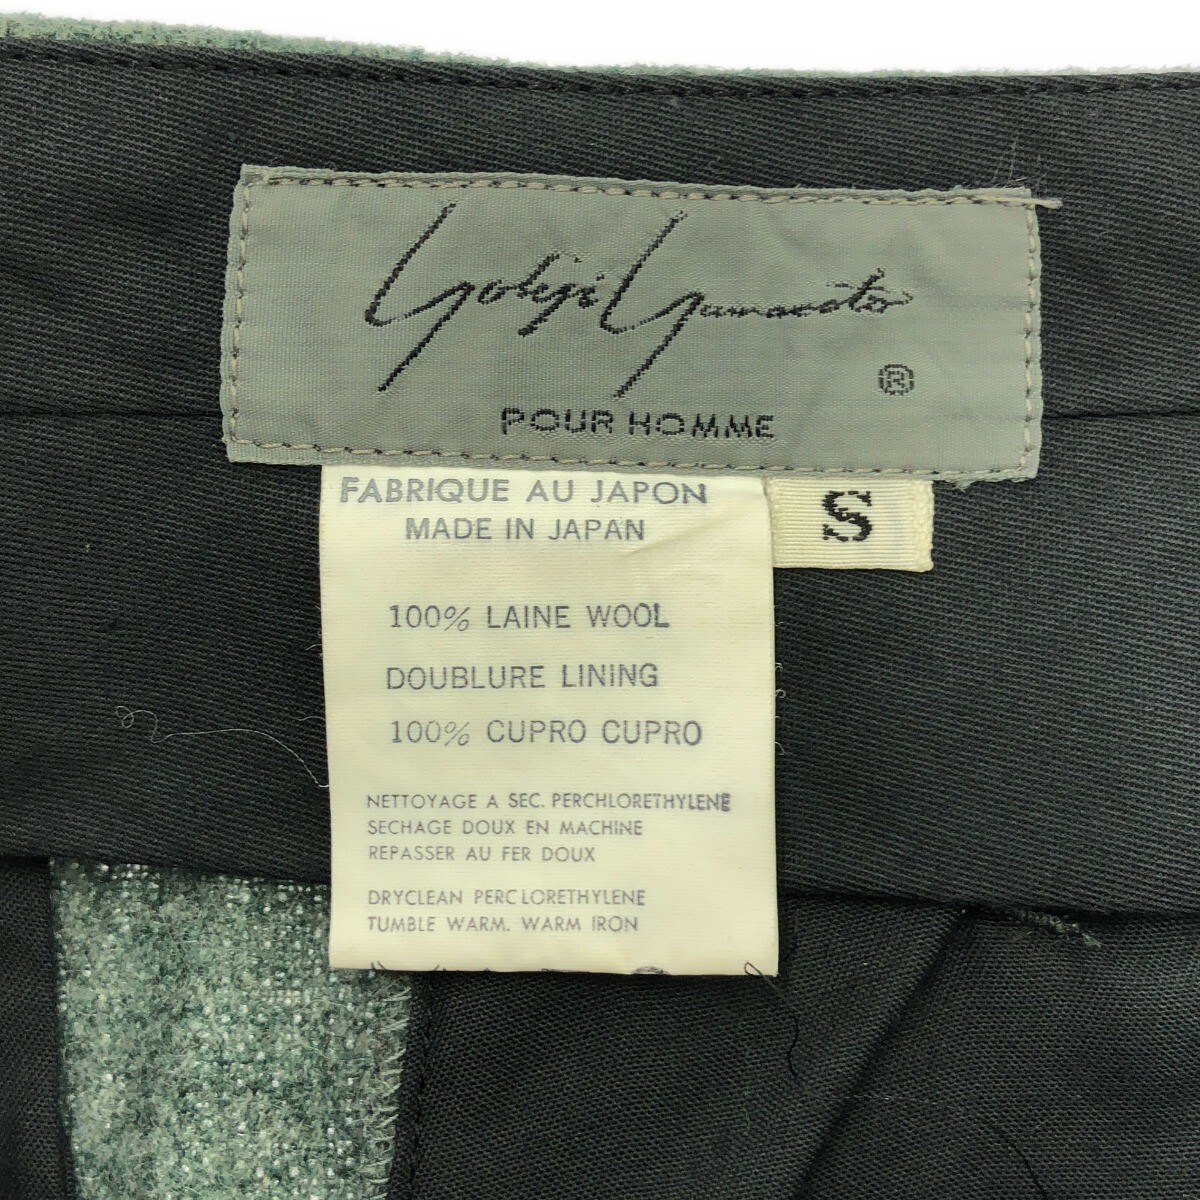 Yohji Yamamoto
®
POUR HOMME
FABRIQUE AU JAPON
MADE IN JAPAN
S
100% LAINE WOOL
DOUBLURE LINING
100% CUPRO CUPRO
NETTOYAGE A SEC. PERCHLORETHYLENE
SECHAGE DOUX EN MACHINE
REPASSER AU FER DOUX
DRYCLEAN PERCLORETHYLENE
TUMBLE WARM. WARM IRON